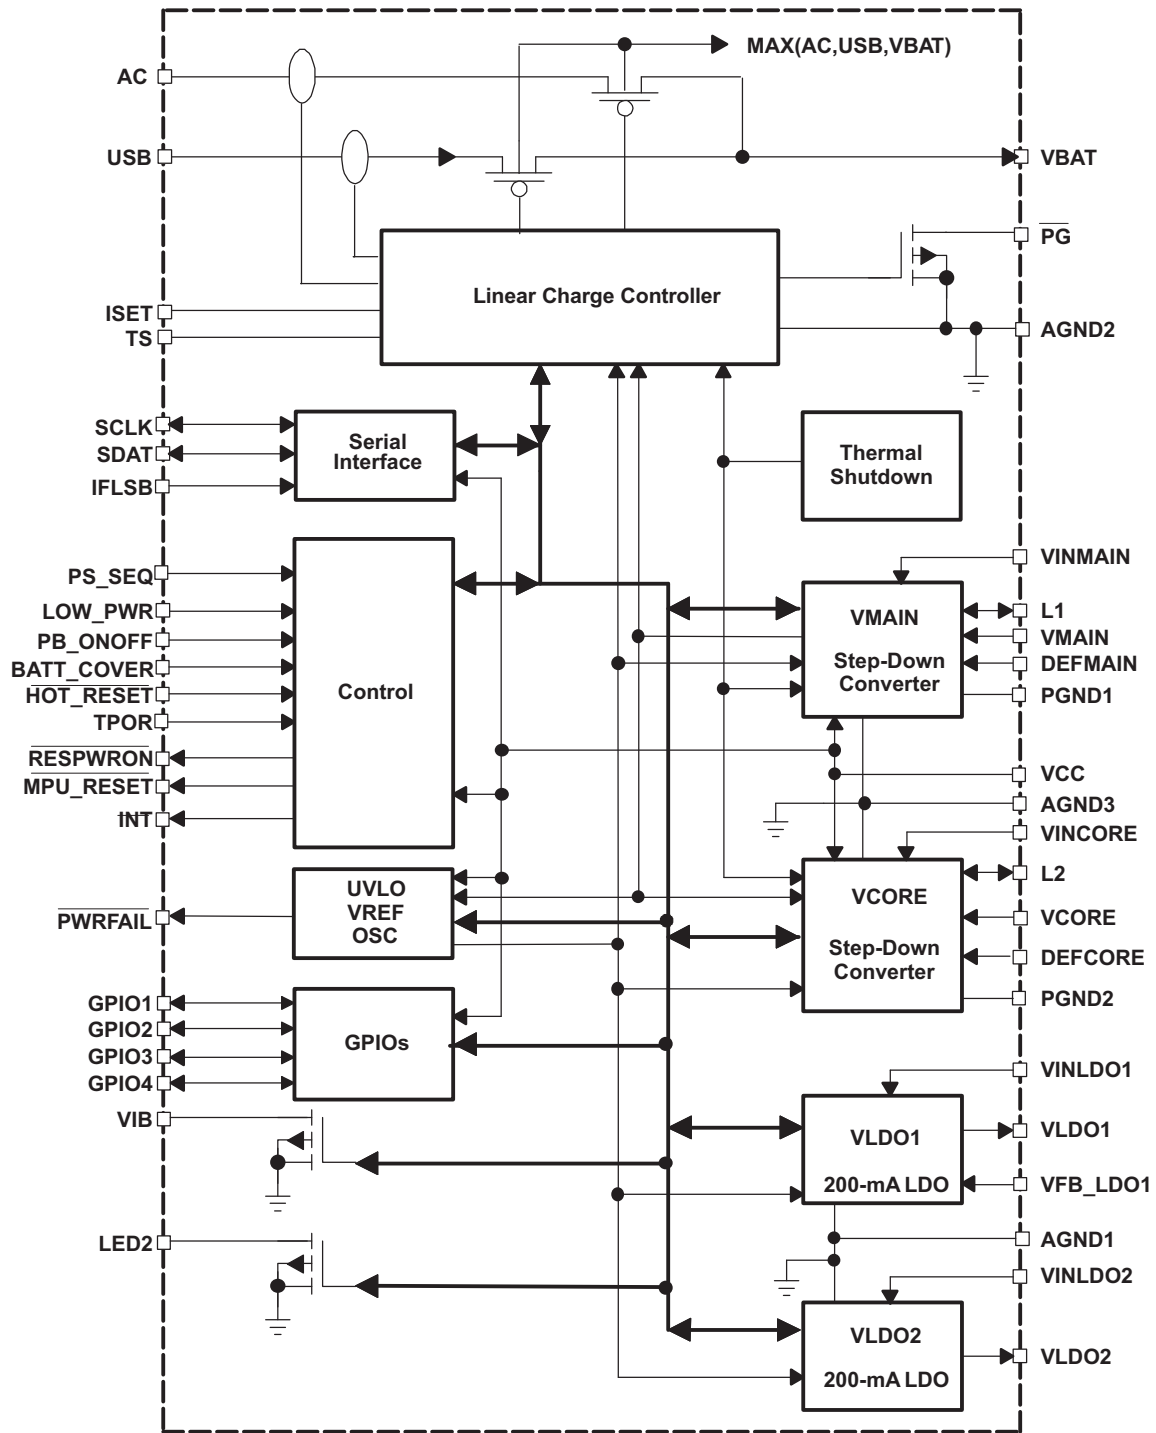 MAX(AC,USB,VBAT)
AC
USB
VBAT
PG
Linear Charge Controller
ISET
TS
AGND2
SCLK
SDAT
IFLSB
Serial
Interface
Thermal
Shutdown
PS_SEQ
LOW_PWR
PB_ONOFF
BATT_COVER
HOT_RESET
TPOR
RESPWRON
MPU_RESET
INT
Control
VINMAIN
L1
VMAIN
DEFMAIN
PGND1
VMAIN
Step-Down
Converter
VCC
AGND3
VINCORE
L2
VCORE
DEFCORE
PGND2
VCORE
Step-Down
Converter
PWRFAIL
UVLO
VREF
OSC
GPIO1
GPIO2
GPIO3
GPIO4
GPIOs
VIB
LED2
VINLDO1
VLDO1
VFB_LDO1
VLDO1
200-mA LDO
AGND1
VINLDO2
VLDO2
200-mA LDO
VLDO2